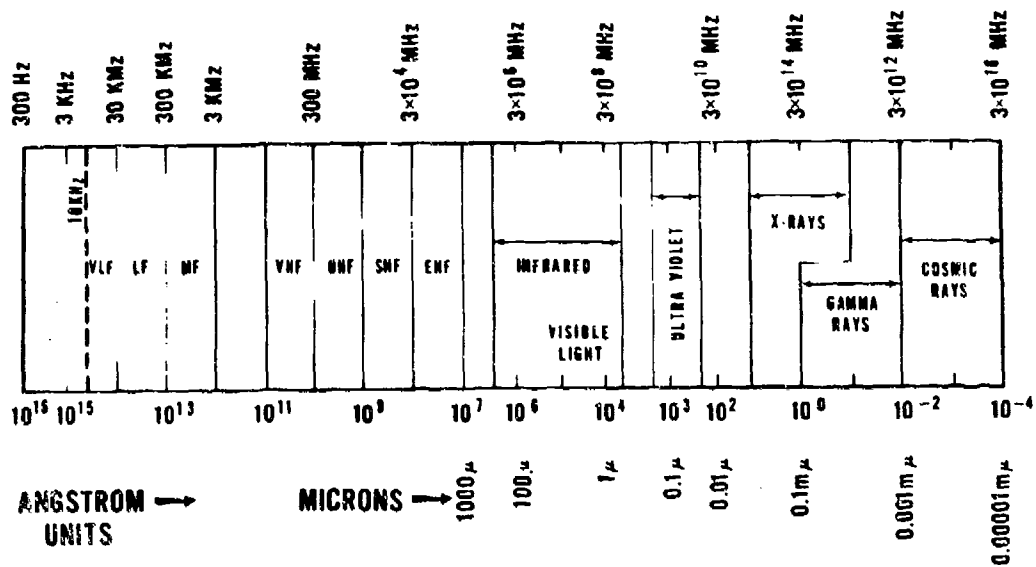 300 Hz 3 KHz 30 KMz 300 KMz 3 KMz 300 MHz 3×10⁴ MHz 3×10⁶ MHz 3×10⁸ MHz 3×10¹⁰ MHz 3×10¹⁴ MHz 3×10¹² MHz 3×10¹⁶ MHz
10KHZ
X-RAYS
VLF LF MF VHF UHF SHF EHF INFRARED ULTRA VIOLET COSMIC
RAYS
GAMMA
RAYS
VISIBLE
LIGHT
10¹⁶ 10¹⁵ 10¹³ 10¹¹ 10⁹ 10⁷ 10⁶ 10⁴ 10³ 10² 10⁰ 10⁻² 10⁻⁴
ANGSTROM
UNITS
MICRONS 1000µ 100µ 1µ 0.1µ 0.01µ 0.1mµ 0.001mµ 0.00001mµ